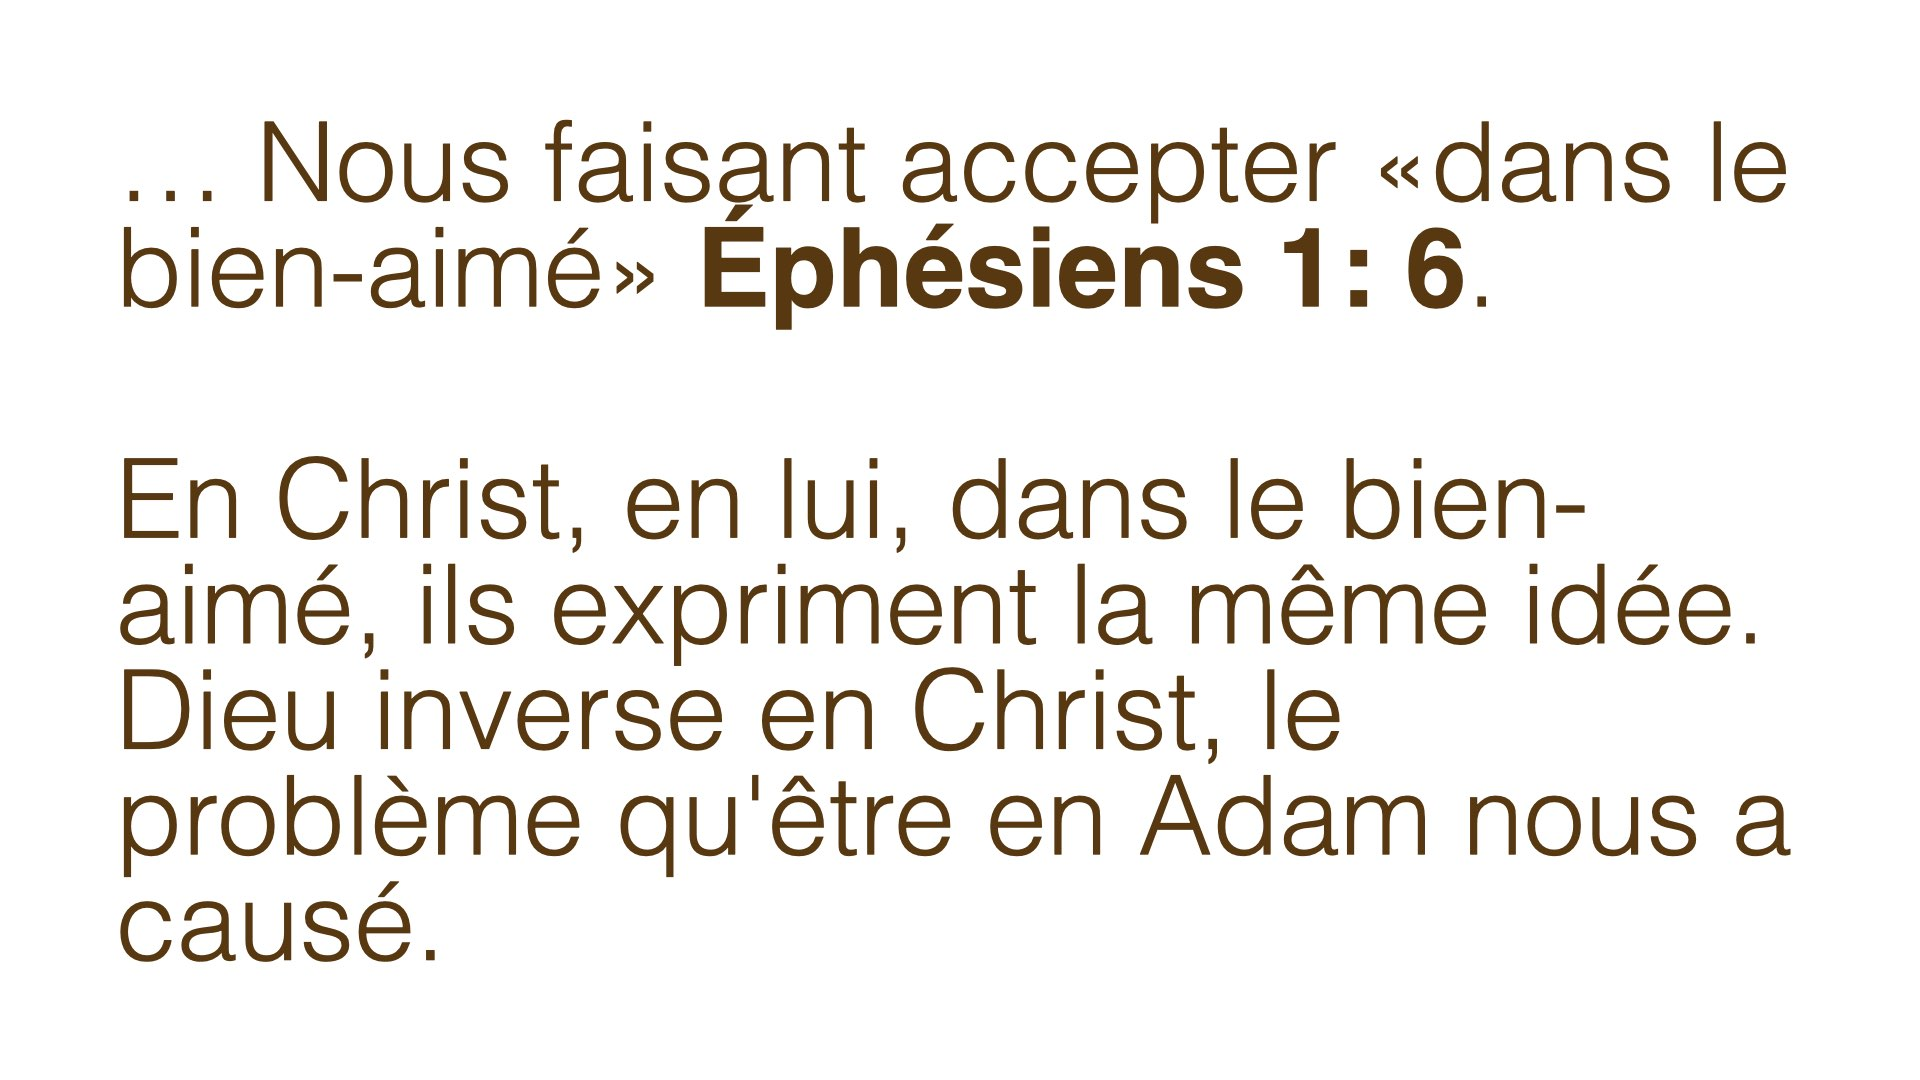 … Nous faisant accepter «dans le
bien-aimé» Éphésiens 1: 6.
En Christ, en lui, dans le bien-
aimé, ils expriment la même idée.
Dieu inverse en Christ, le
problème qu'être en Adam nous a
causé.